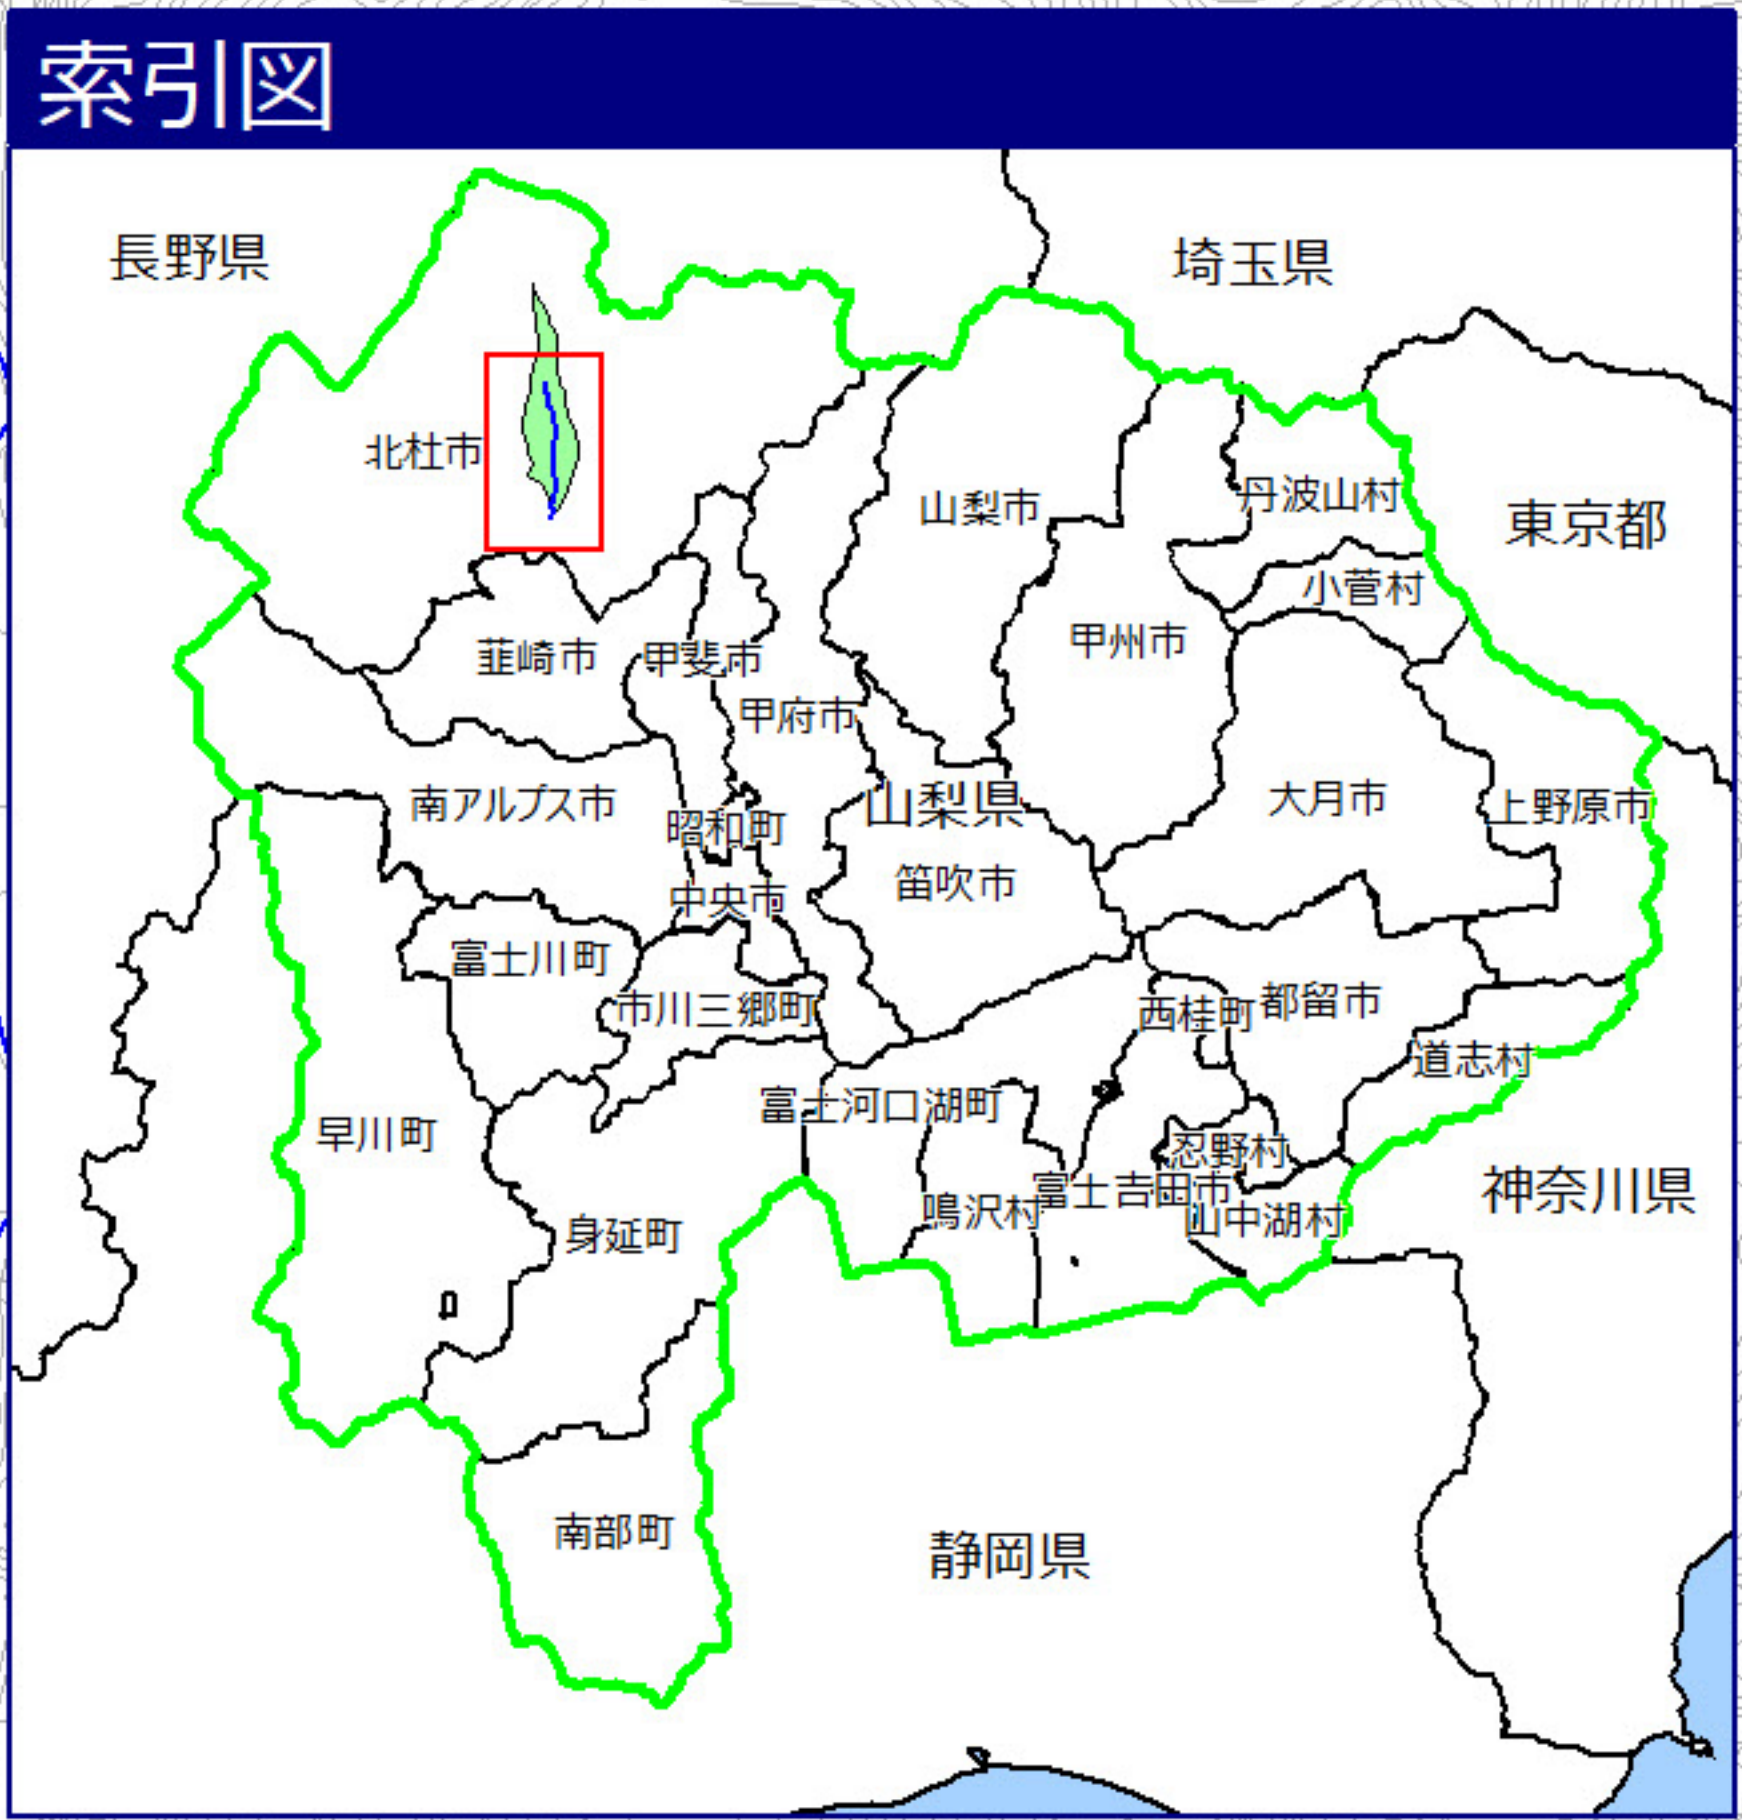 索引図
長野県
埼玉県
北杜市
山梨市
丹波山村
東京都
小菅村
甲州市
韮崎市
甲斐市
甲府市
南アルプス市
昭和町
山梨県
大月市
上野原市
中央市
笛吹市
富士川町
市川三郷町
西桂町
都留市
道志村
富士河口湖町
早川町
忍野村
富士吉田市
神奈川県
鳴沢村
山中湖村
身延町
南部町
静岡県